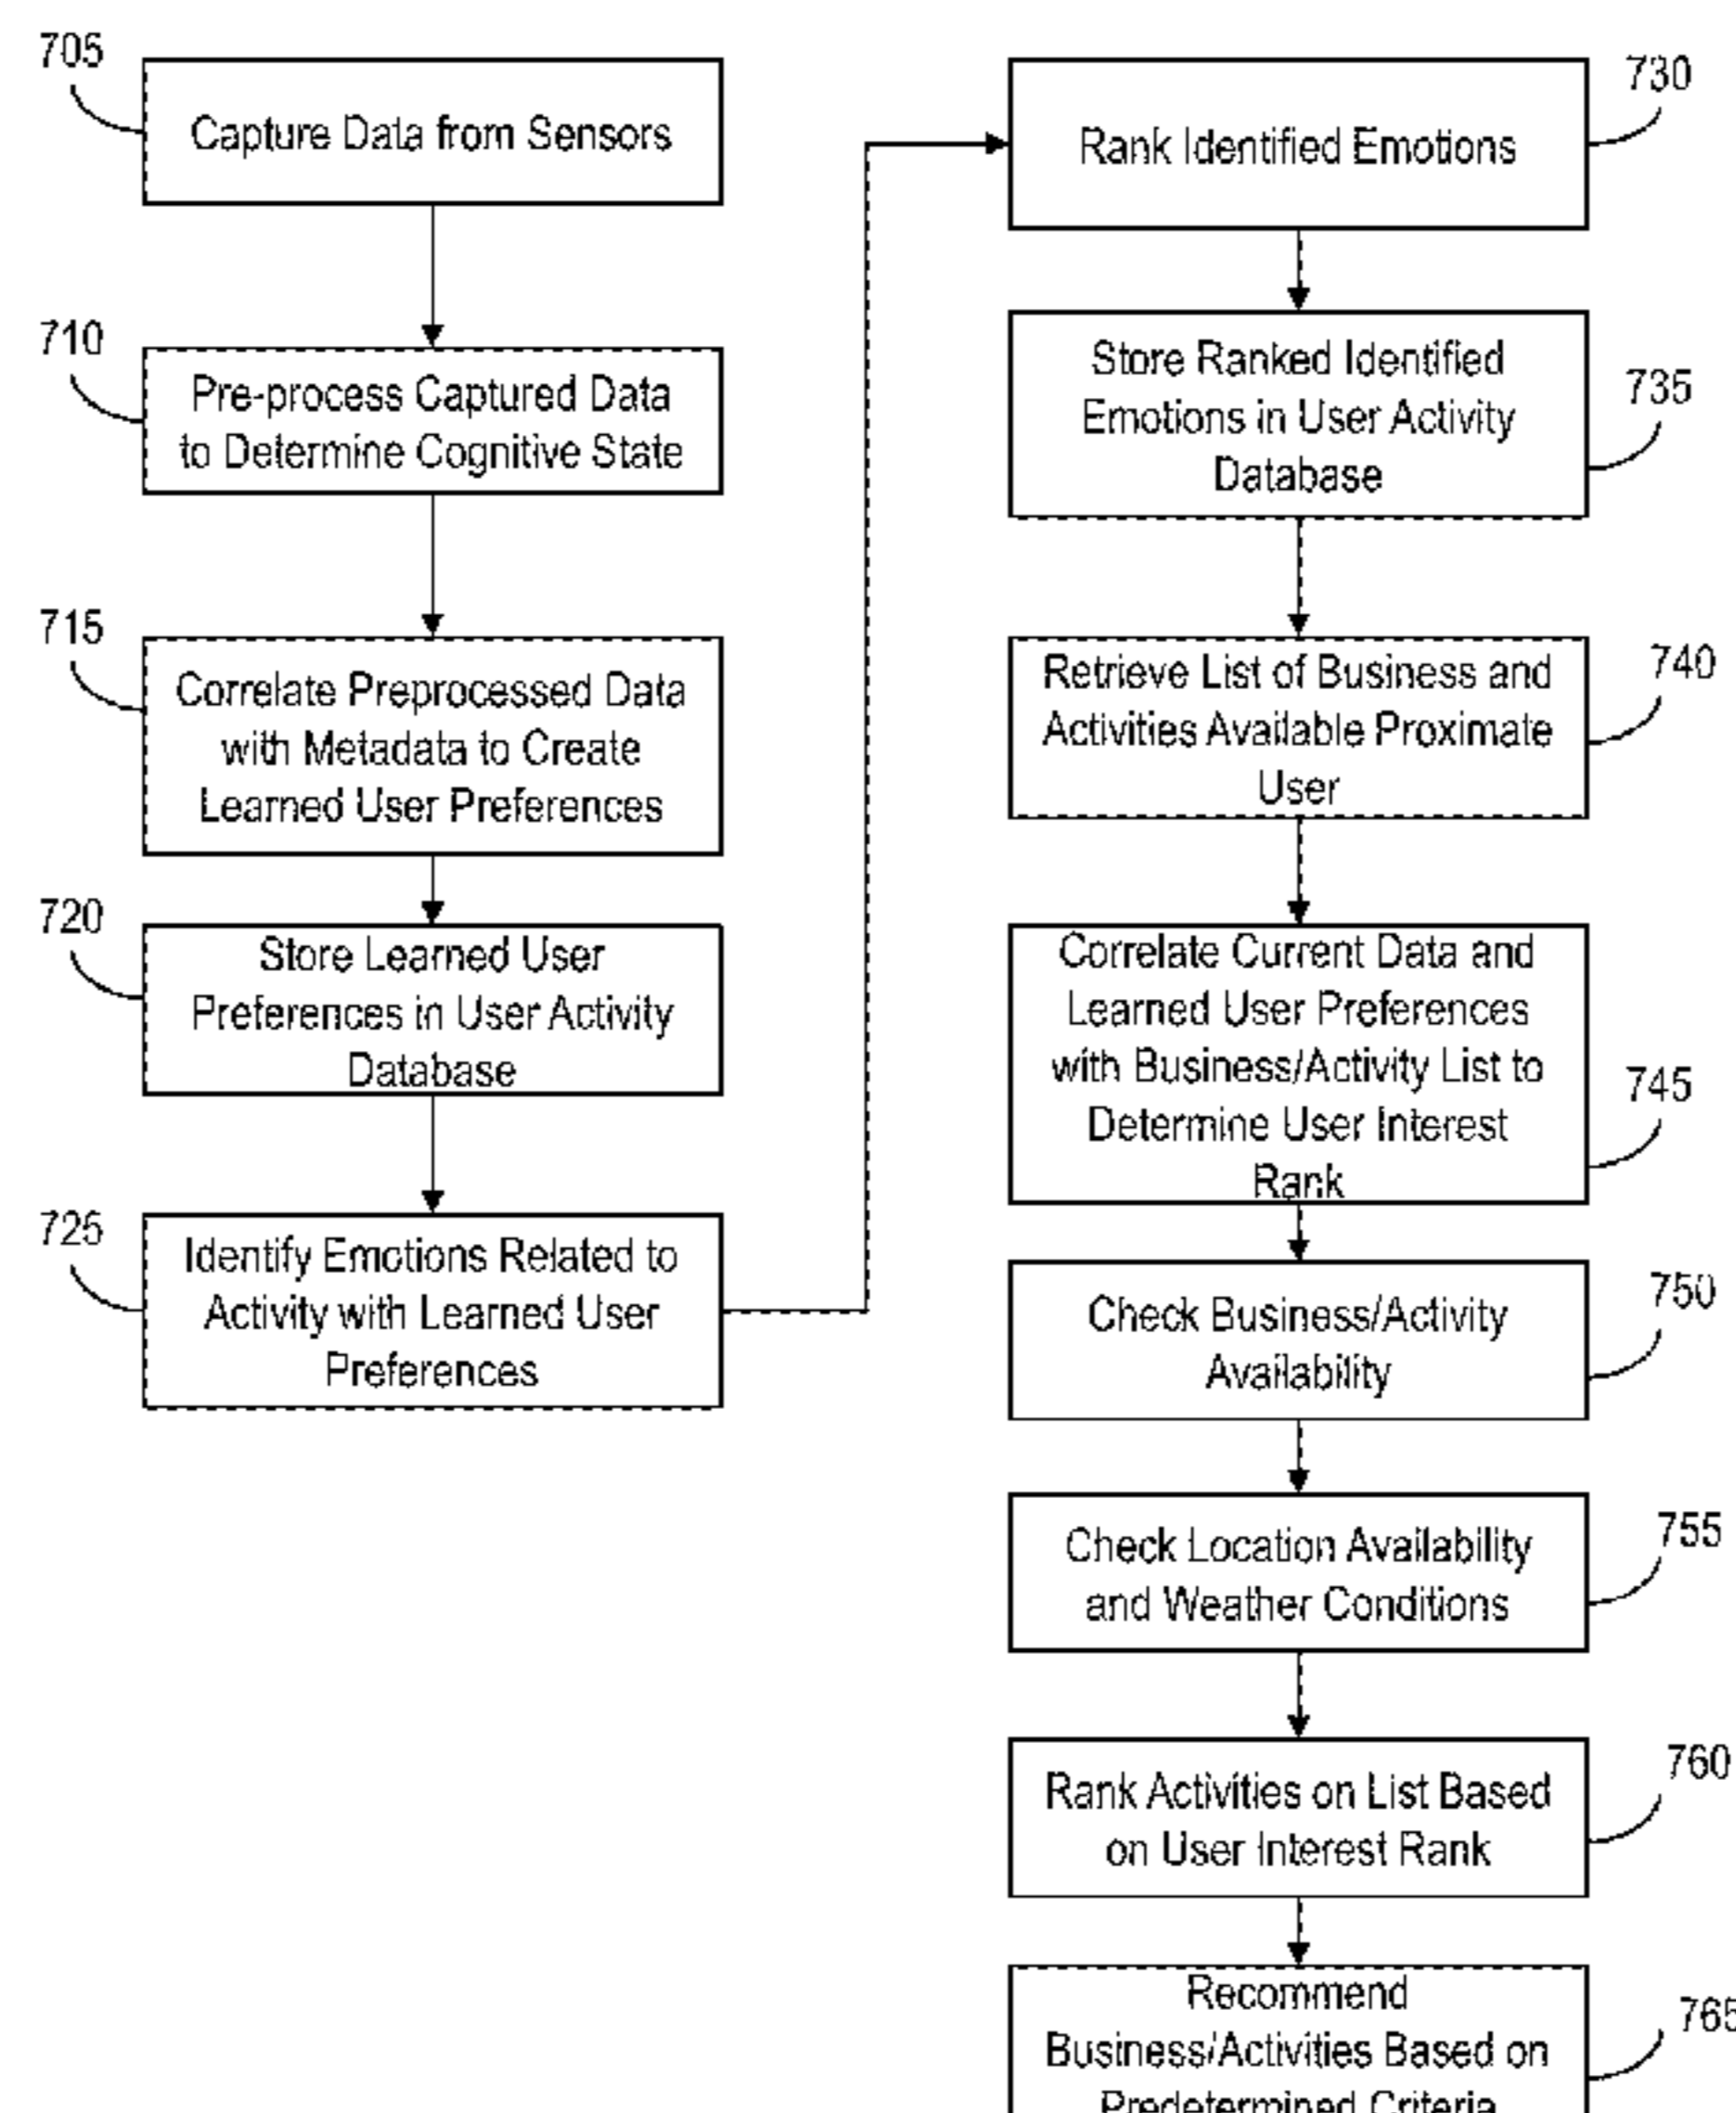 705
Capture Data from Sensors
710
Pre-process Captured Data
to Determine Cognitive State
715
Correlate Preprocessed Data
with Metadata to Create
Learned User Preferences
720
Store Learned User
Preferences in User Activity
Database
725
Identify Emotions Related to
Activity with Learned User
Preferences
730
Rank Identified Emotions
735
Store Ranked Identified
Emotions in User Activity
Database
740
Retrieve List of Business and
Activities Available Proximate
User
745
Correlate Current Data and
Learned User Preferences
with Business/Activity List to
Determine User Interest
Rank
750
Check Business/Activity
Availability
755
Check Location Availability
and Weather Conditions
760
Rank Activities on List Based
on User Interest Rank
765
Recommend
Business/Activities Based on
Predetermined Criteria